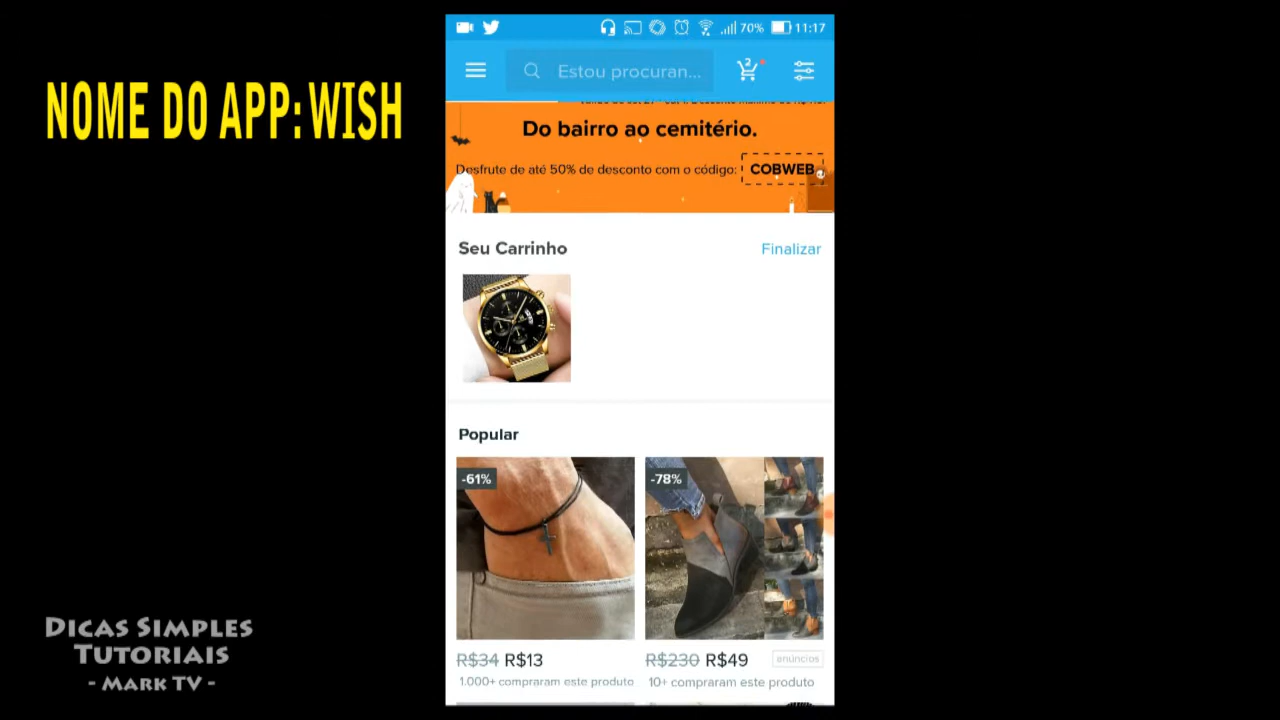 NOME DO APP: WISH
70% 11:17
Estou procuran...
2
Do bairro ao cemitério.
Desfrute de até 50% de desconto com o código: COBWEB
Seu Carrinho Finalizar
Popular
-61% -78%
R$34 R$13 R$230 R$49 anúncios
1.000+ compraram este produto 10+ compraram este produto
DICAS SIMPLES
TUTORIAIS
- MARK TV -